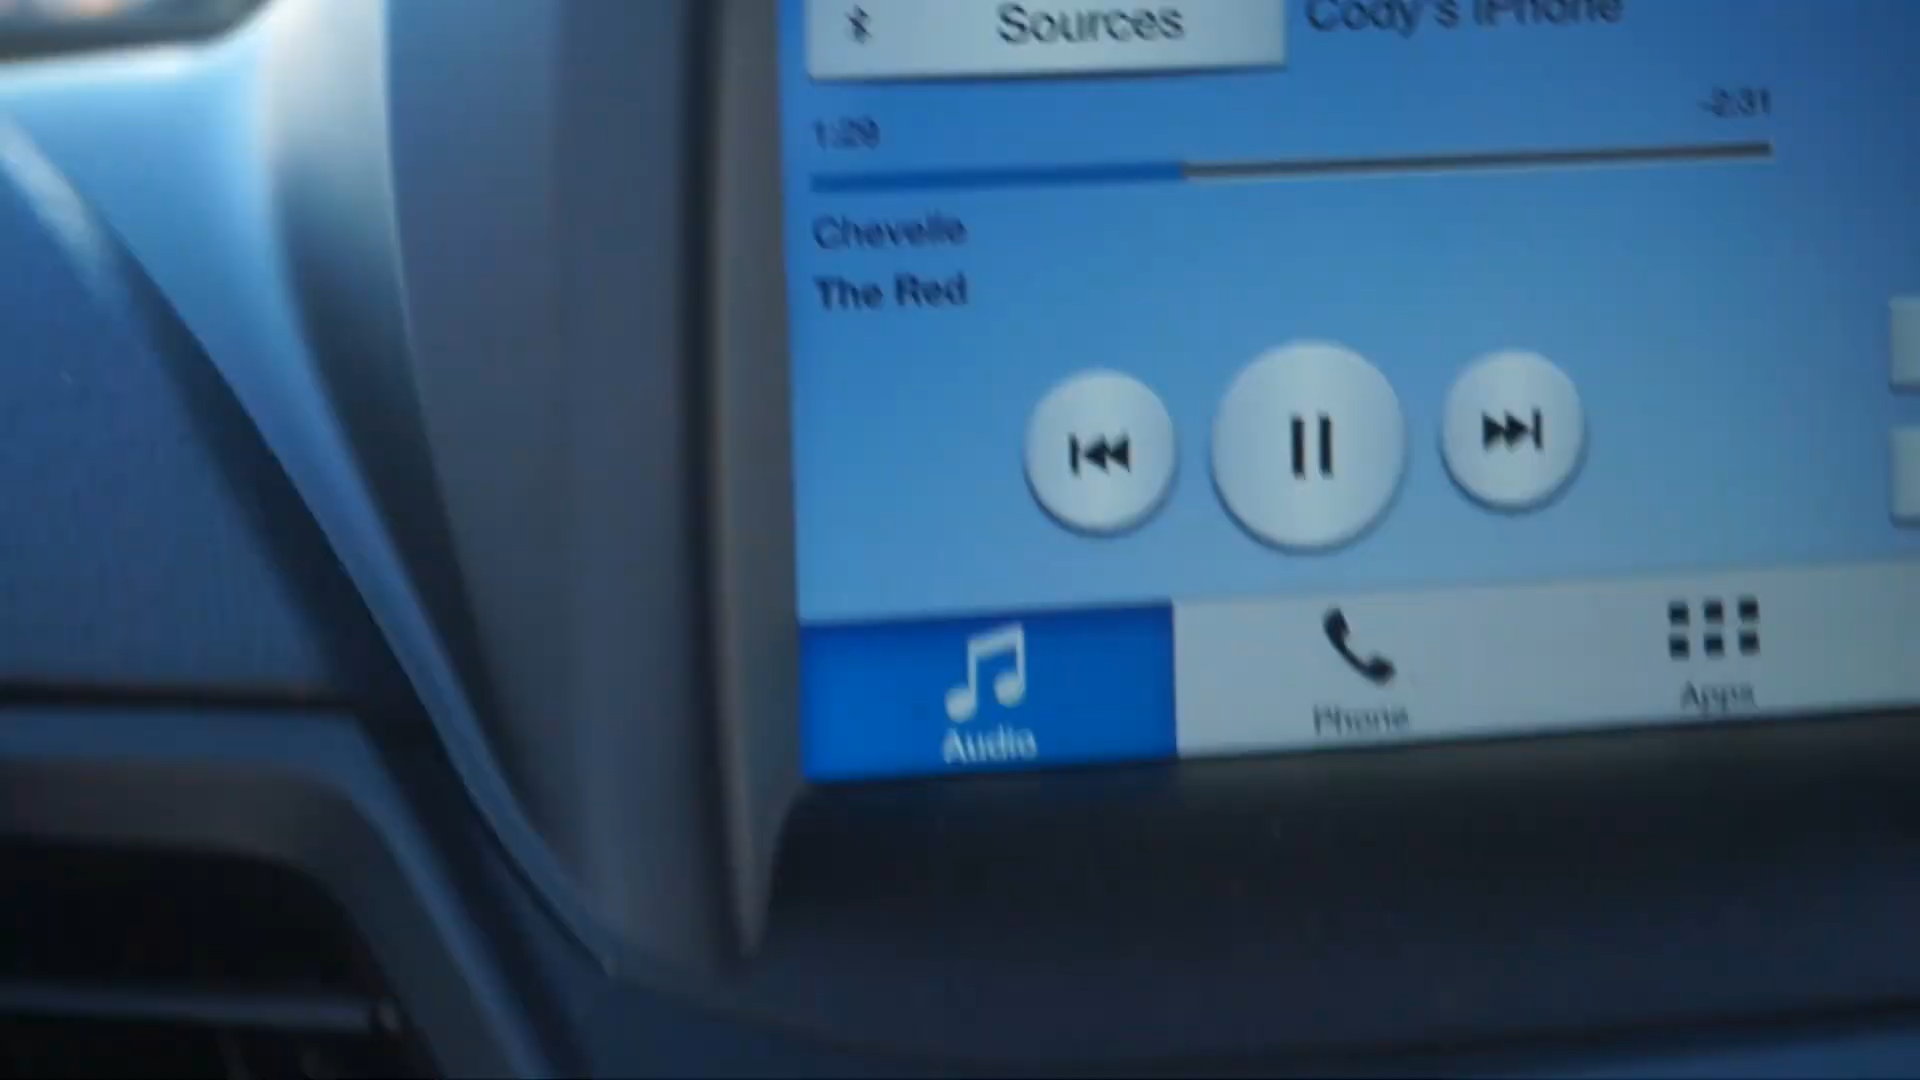 Sources
Cody's iPhone
1:29
-2:31
Chevelle
The Red
Audio
Phone
Apps